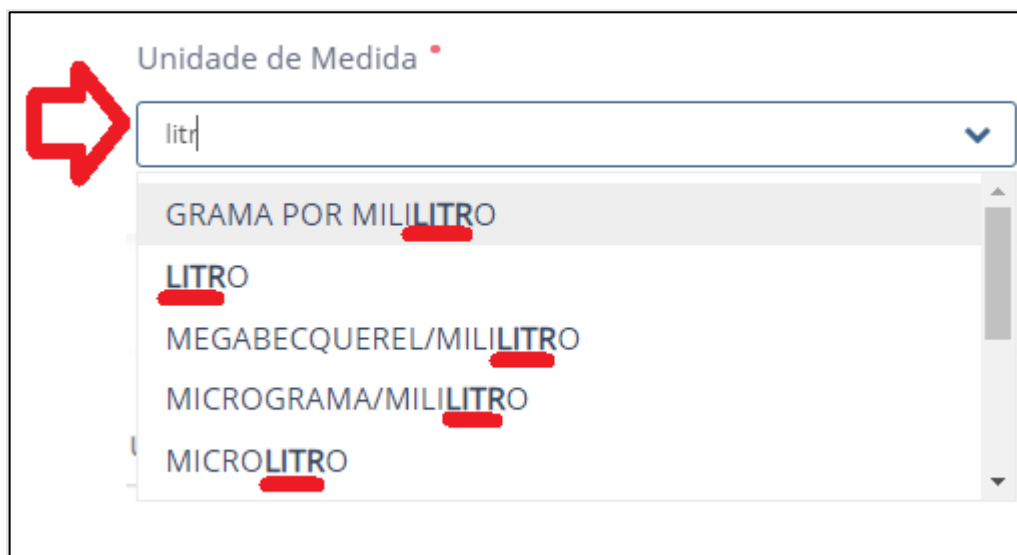 Unidade de Medida *
litr
GRAMA POR MILILITRO
LITRO
MEGABECQUEREL/MILILITRO
MICROGRAMA/MILILITRO
MICROLITRO